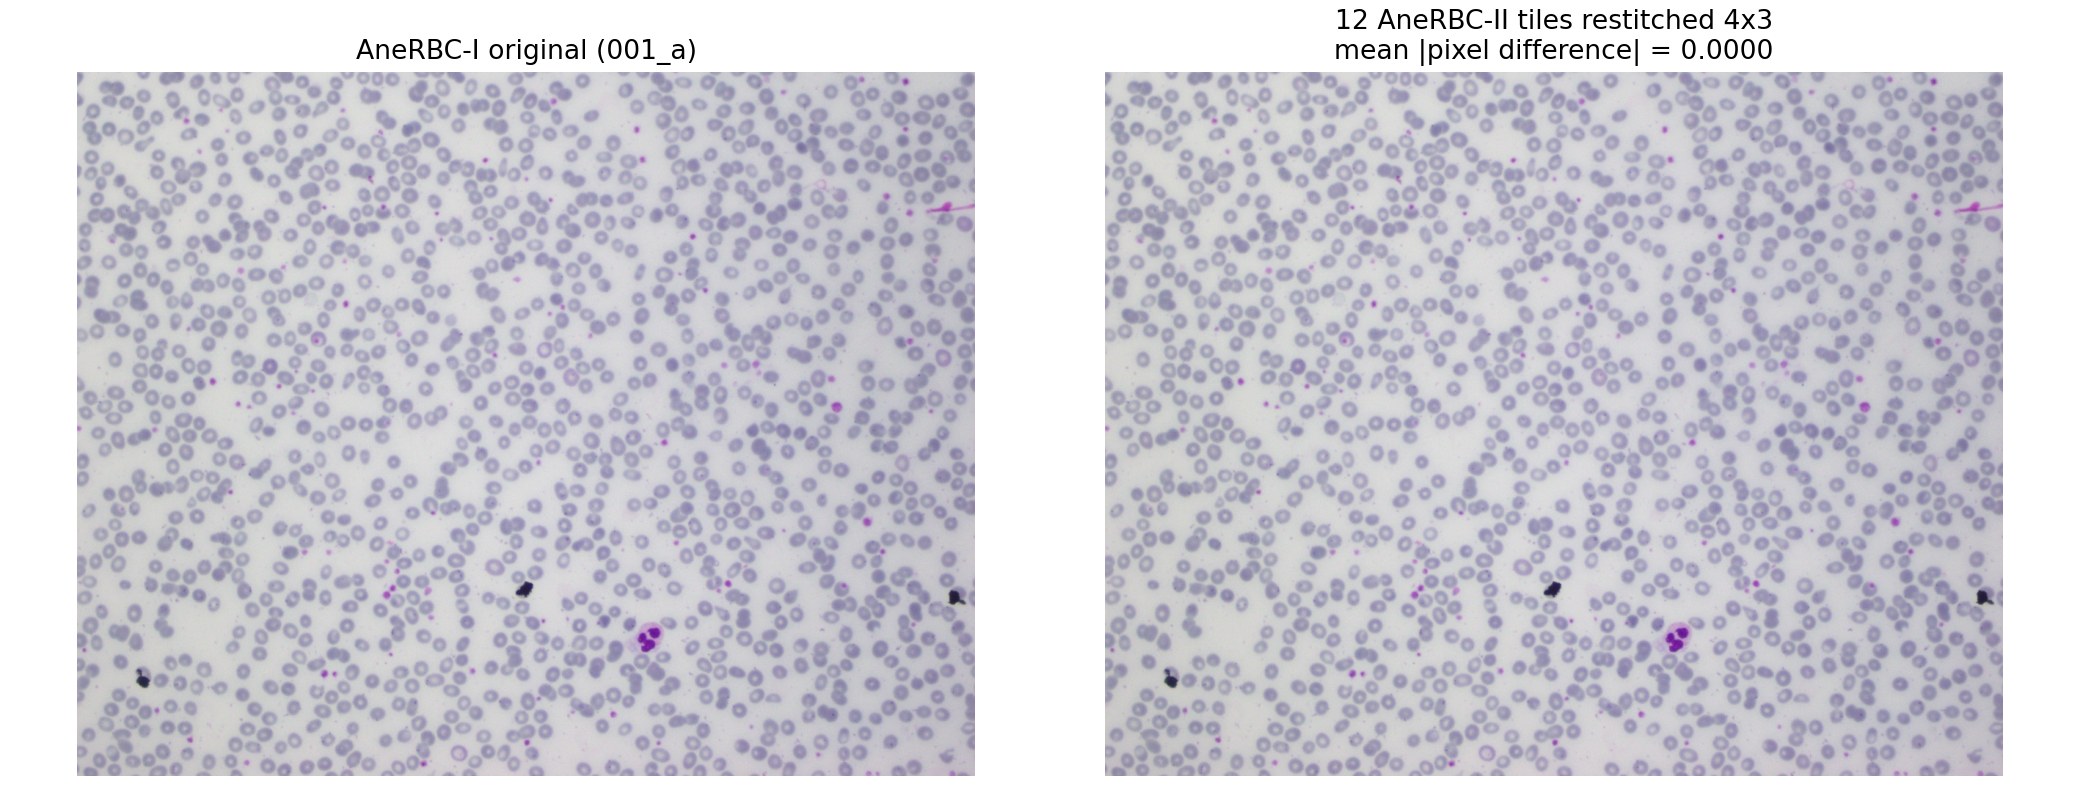 AneRBC-I original (001_a)
12 AneRBC-II tiles restitched 4x3
mean |pixel difference| = 0.0000